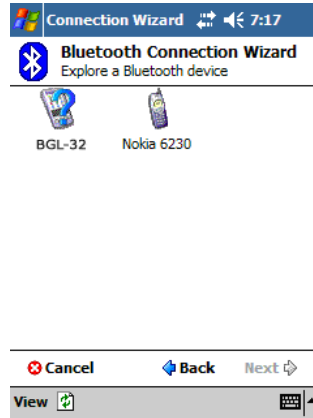 Connection Wizard 7:17
Bluetooth Connection Wizard
Explore a Bluetooth device
BGL-32 Nokia 6230
Cancel Back Next
View